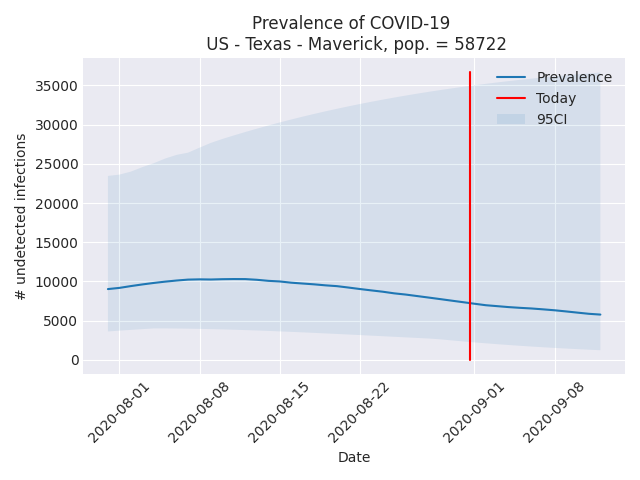 Prevalence of COVID-19
US - Texas - Maverick, pop. = 58722
Prevalence
Today
95CI
# undetected infections
35000
30000
25000
20000
15000
10000
5000
0
2020-08-01
2020-08-08
2020-08-15
2020-08-22
2020-09-01
2020-09-08
Date